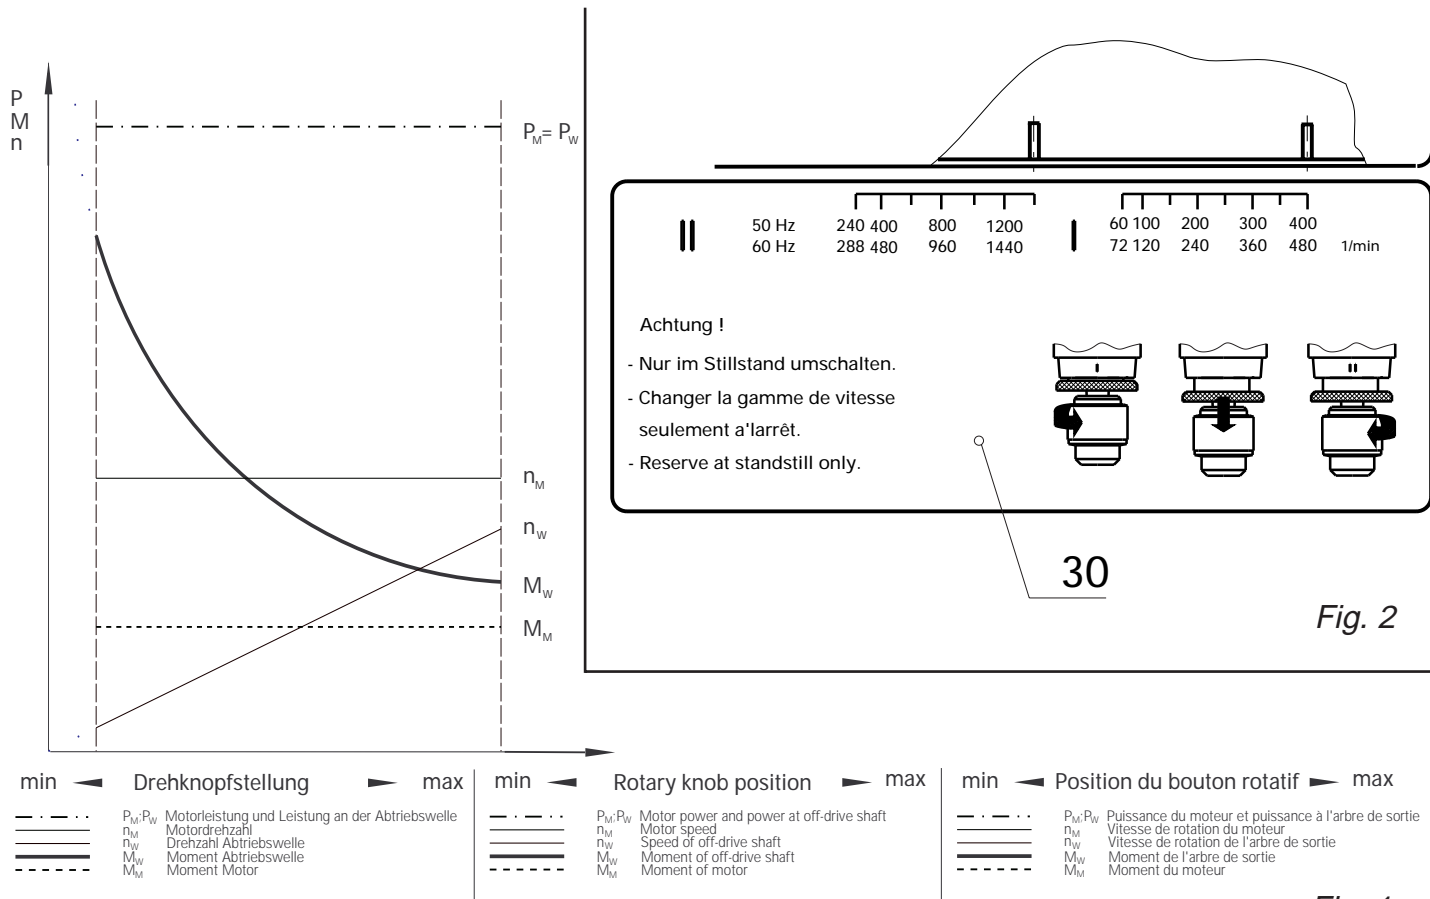 P
M
n
P_M = P_W
n_M
n_W
M_W
M_M
II 50 Hz 240 400 800 1200 I 60 100 200 300 400
60 Hz 288 480 960 1440 72 120 240 360 480 1/min
Achtung !
- Nur im Stillstand umschalten.
- Changer la gamme de vitesse
seulement a'larrêt.
- Reserve at standstill only.
I II
30
Fig. 2
min Drehknopfstellung max
P_M;P_W Motorleistung und Leistung an der Abtriebswelle
n_M Motordrehzahl
n_W Drehzahl Abtriebswelle
M_W Moment Abtriebswelle
M_M Moment Motor
min Rotary knob position max
P_M;P_W Motor power and power at off-drive shaft
n_M Motor speed
n_W Speed of off-drive shaft
M_W Moment of off-drive shaft
M_M Moment of motor
min Position du bouton rotatif max
P_M;P_W Puissance du moteur et puissance à l'arbre de sortie
n_M Vitesse de rotation du moteur
n_W Vitesse de rotation de l'arbre de sortie
M_W Moment de l'arbre de sortie
M_M Moment du moteur